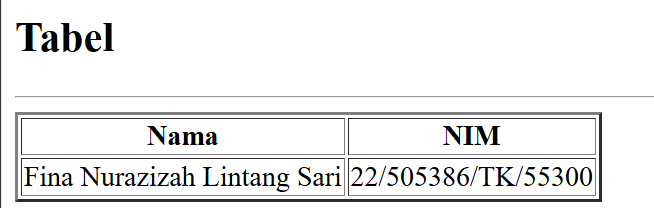 Tabel
Nama NIM
Fina Nurazizah Lintang Sari 22/505386/TK/55300